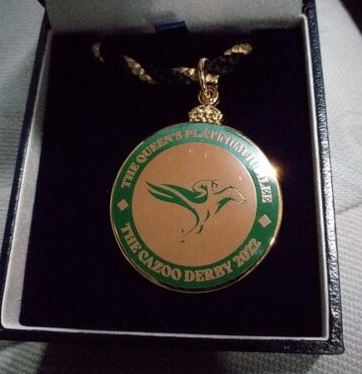 THE QUEEN'S PLATINUM JUBILEE
THE CAZOO DERBY 2022